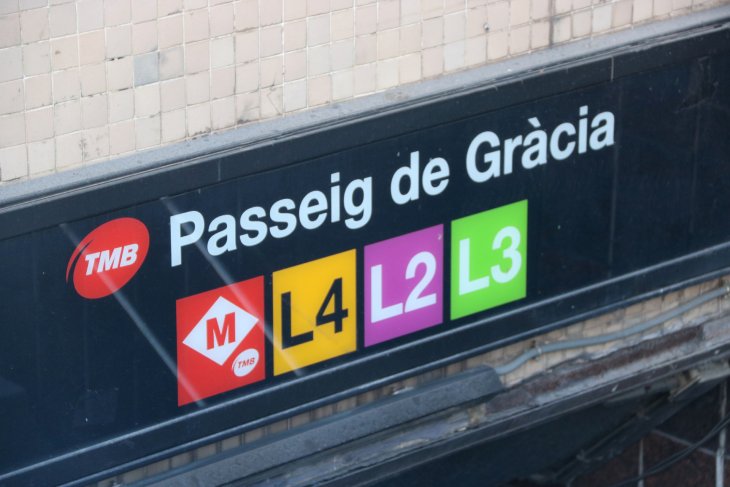 TMB Passeig de Gràcia
M TMB L4 L2 L3